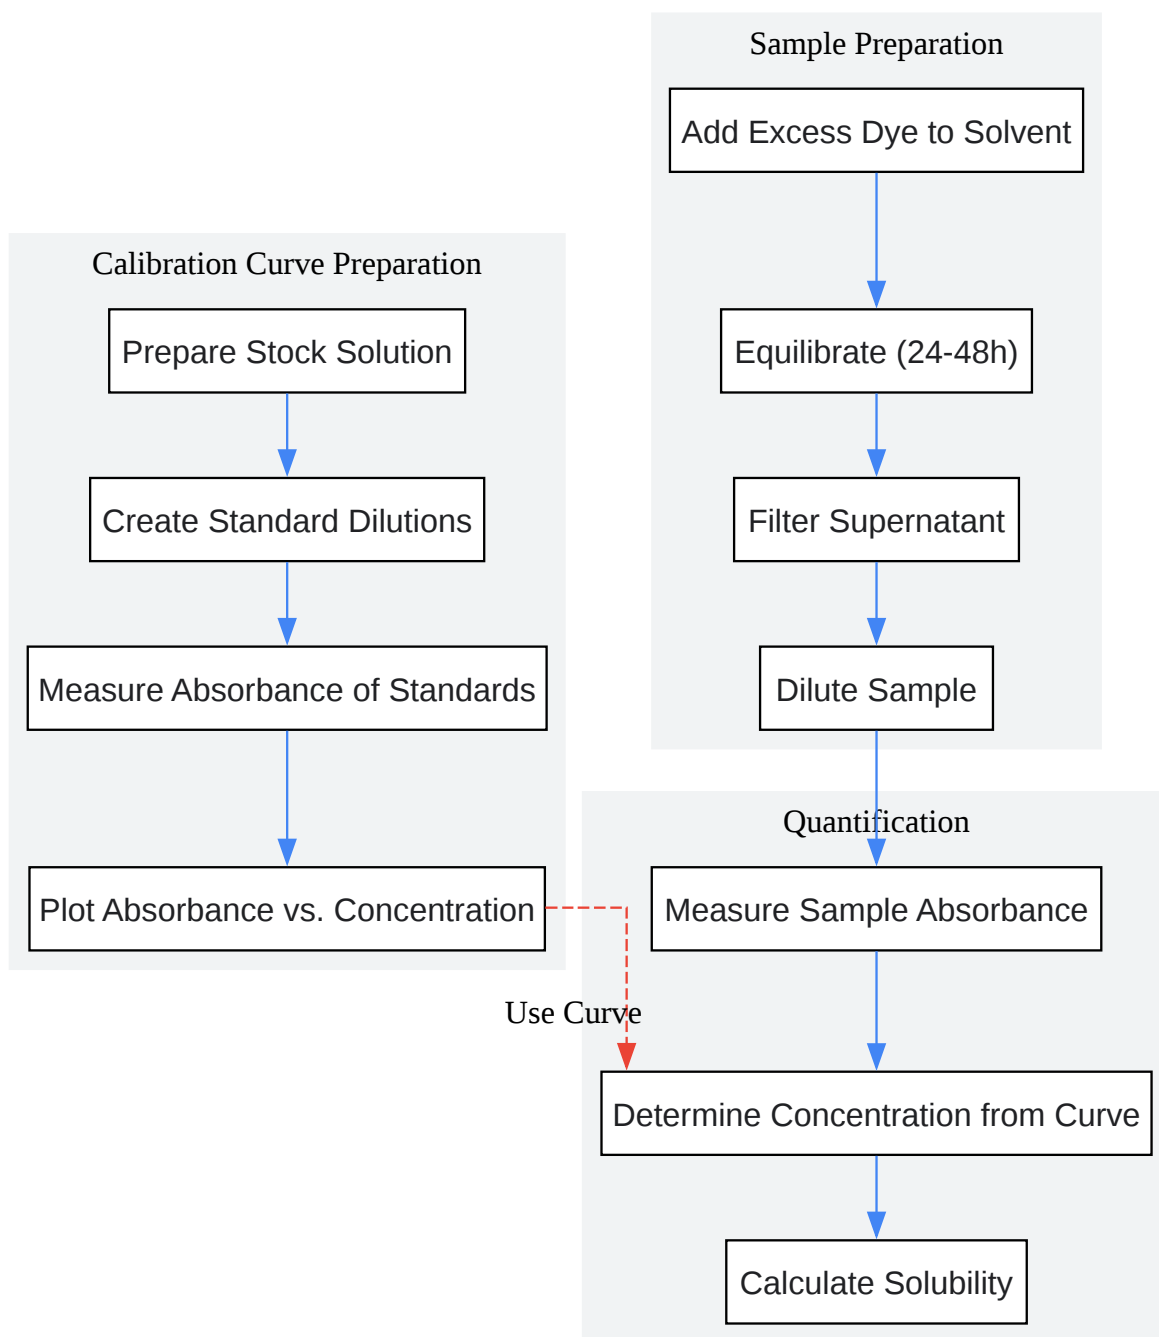 Sample Preparation
Add Excess Dye to Solvent
Equilibrate (24-48h)
Filter Supernatant
Dilute Sample
Calibration Curve Preparation
Prepare Stock Solution
Create Standard Dilutions
Measure Absorbance of Standards
Plot Absorbance vs. Concentration
Use Curve
Quantification
Measure Sample Absorbance
Determine Concentration from Curve
Calculate Solubility